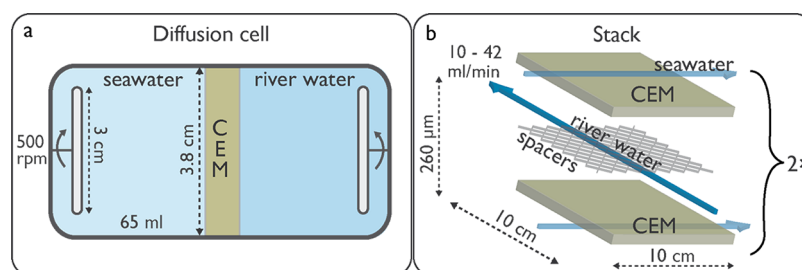 a
Diffusion cell
seawater
river water
500
rpm
3 cm
3.8 cm
CEM
65 ml
b
Stack
10 - 42
ml/min
seawater
CEM
260 μm
river water
spacers
CEM
10 cm
10 cm